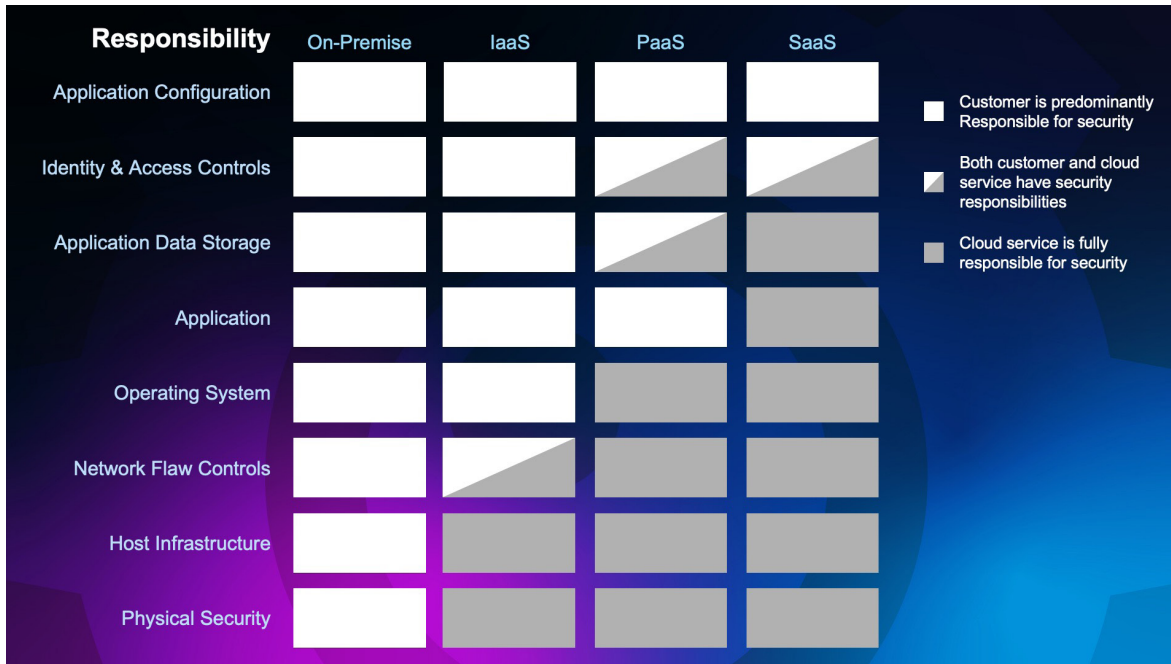 Responsibility
On-Premise
IaaS
PaaS
SaaS
Application Configuration
Identity & Access Controls
Application Data Storage
Application
Operating System
Network Flaw Controls
Host Infrastructure
Physical Security
Customer is predominantly
Responsible for security
Both customer and cloud
service have security
responsibilities
Cloud service is fully
responsible for security